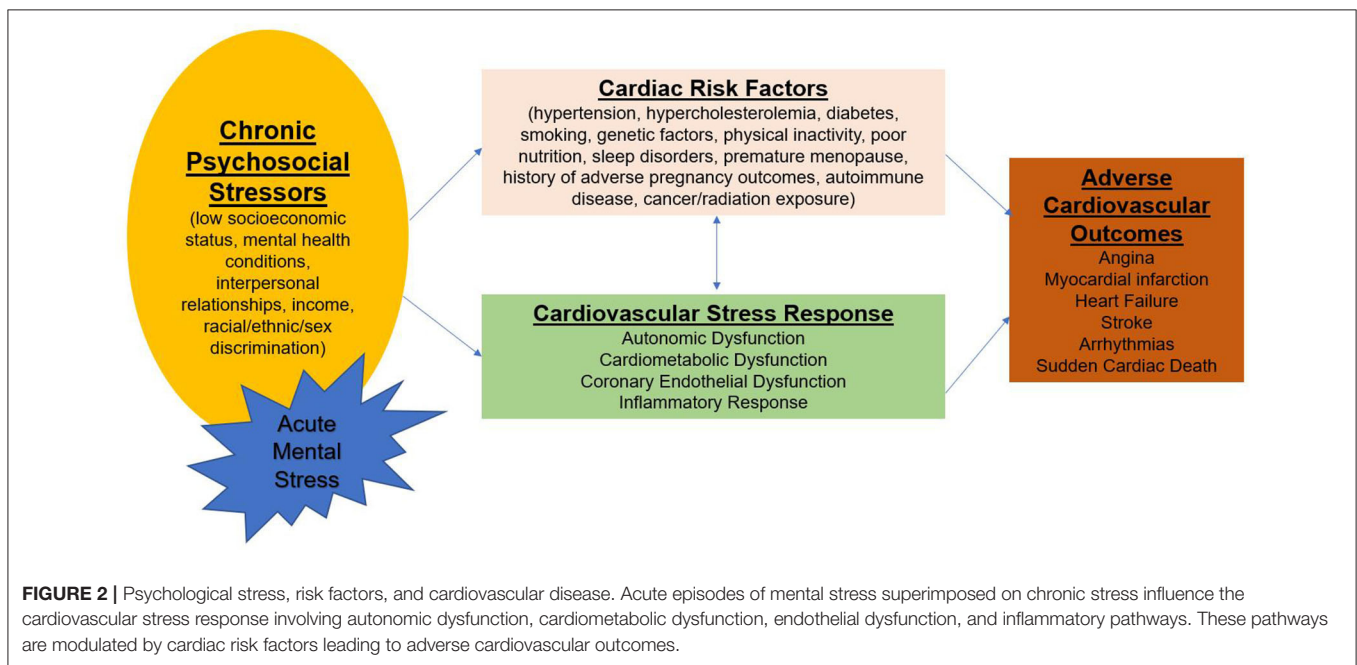 Chronic
Psychosocial
Stressors
(low socioeconomic
status, mental health
conditions,
interpersonal
relationships, income,
racial/ethnic/sex
discrimination)
Acute
Mental
Stress
Cardiac Risk Factors
(hypertension, hypercholesterolemia, diabetes,
smoking, genetic factors, physical inactivity, poor
nutrition, sleep disorders, premature menopause,
history of adverse pregnancy outcomes, autoimmune
disease, cancer/radiation exposure)
Cardiovascular Stress Response
Autonomic Dysfunction
Cardiometabolic Dysfunction
Coronary Endothelial Dysfunction
Inflammatory Response
Adverse
Cardiovascular
Outcomes
Angina
Myocardial infarction
Heart Failure
Stroke
Arrhythmias
Sudden Cardiac Death
FIGURE 2 | Psychological stress, risk factors, and cardiovascular disease. Acute episodes of mental stress superimposed on chronic stress influence the
cardiovascular stress response involving autonomic dysfunction, cardiometabolic dysfunction, endothelial dysfunction, and inflammatory pathways. These pathways
are modulated by cardiac risk factors leading to adverse cardiovascular outcomes.